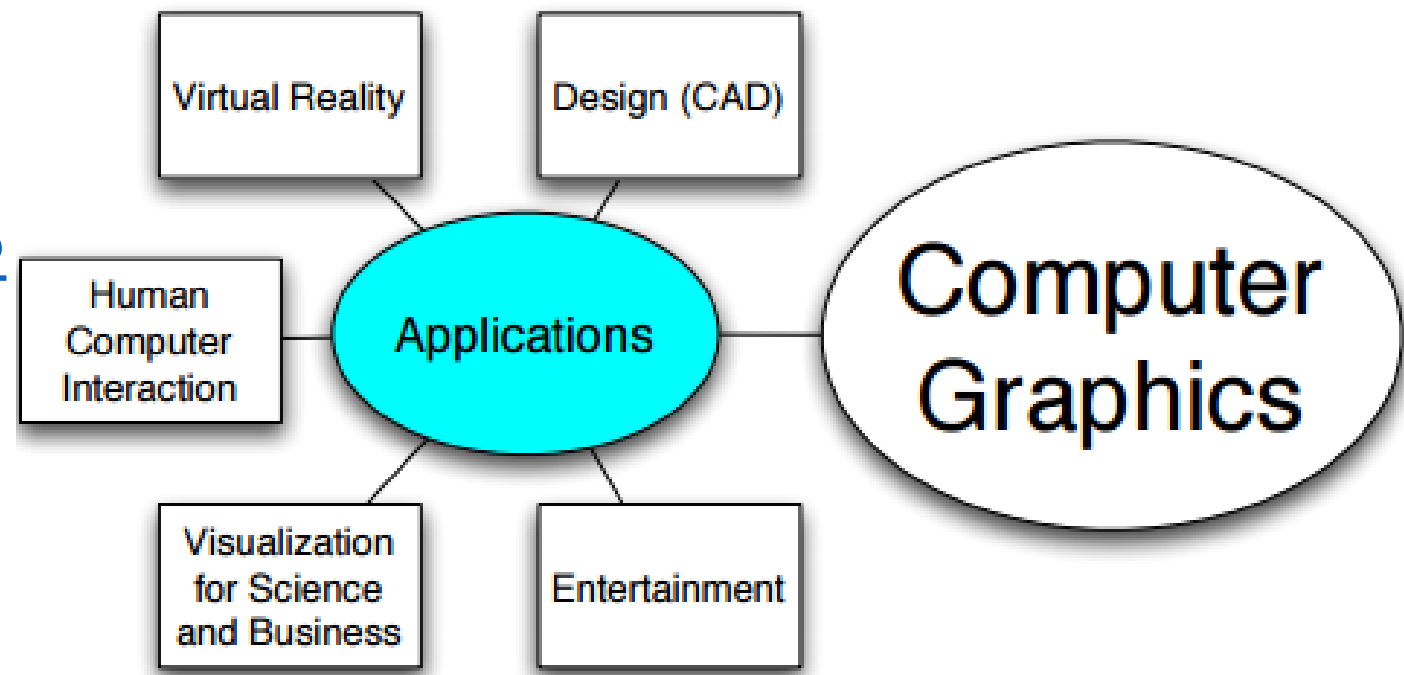 Virtual Reality
Design (CAD)
Human
Computer
Interaction
Applications
Computer
Graphics
Visualization
for Science
and Business
Entertainment